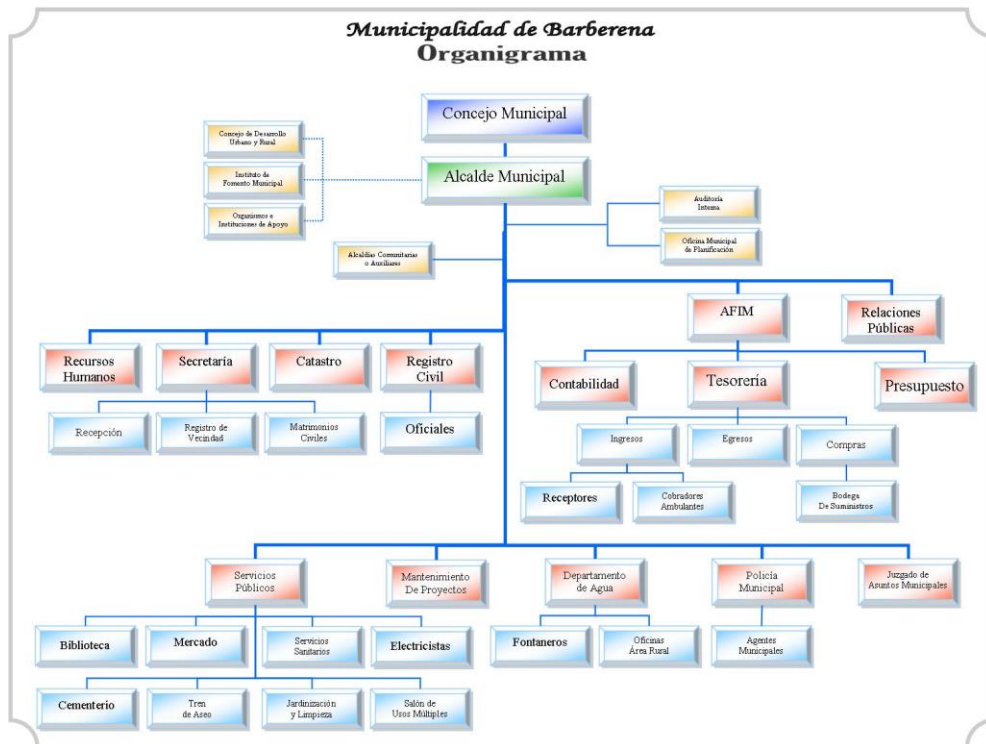 Municipalidad de Barberena
Organigrama
Concejo Municipal
Concejo de Desarrollo
Urbano y Rural
Instituto de
Fomento Municipal
Alcalde Municipal
Organismos e
Instituciones de Apoyo
Auditoría
Interna
Oficina Municipal
de Planificación
Alcaldías Comunitarias
o Auxiliares
AFIM
Relaciones
Públicas
Recursos
Humanos
Secretaría
Catastro
Registro
Civil
Contabilidad
Tesorería
Presupuesto
Recepción
Registro de
Vecindad
Matrimonios
Civiles
Oficiales
Ingresos
Egresos
Compras
Receptores
Cobradores
Ambulantes
Bodega
De Suministros
Servicios
Públicos
Mantenimiento
De Proyectos
Departamento
de Agua
Policía
Municipal
Juzgado de
Asuntos Municipales
Biblioteca
Mercado
Servicios
Sanitarios
Electricistas
Fontaneros
Oficinas
Área Rural
Agentes
Municipales
Cementerio
Tren
de Aseo
Jardinización
y Limpieza
Salón de
Usos Múltiples